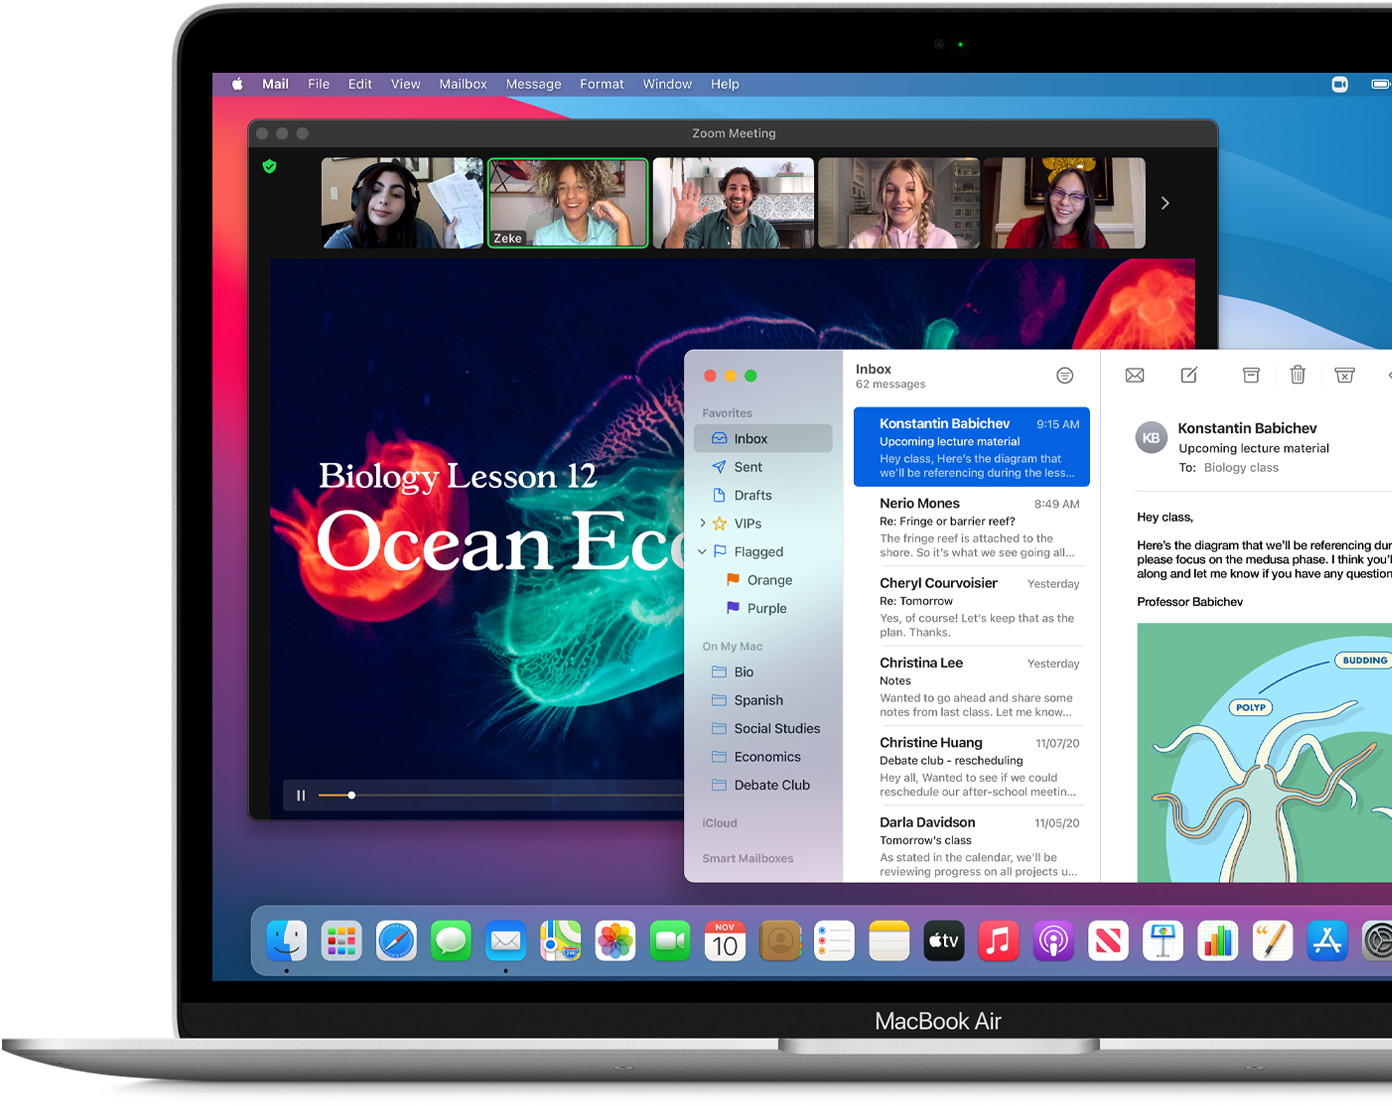 Mail File Edit View Mailbox Message Format Window Help
Zoom Meeting
Zeke
Biology Lesson 12
Ocean Eco
Favorites
Inbox
Sent
Drafts
VIPs
Flagged
Orange
Purple
On My Mac
Bio
Spanish
Social Studies
Economics
Debate Club
iCloud
Smart Mailboxes
Inbox
62 messages
Konstantin Babichev 9:15 AM
Upcoming lecture material
Hey class, Here's the diagram that
we'll be referencing during the less...
Nerio Mones 8:49 AM
Re: Fringe or barrier reef?
The fringe reef is attached to the
shore. So it's what we see going all...
Cheryl Courvoisier Yesterday
Re: Tomorrow
Yes, of course! Let's keep that as the
plan. Thanks.
Christina Lee Yesterday
Notes
Wanted to go ahead and share some
notes from last class. Let me know...
Christine Huang 11/07/20
Debate club - rescheduling
Hey all, Wanted to see if we could
reschedule our after-school meetin...
Darla Davidson 11/05/20
Tomorrow's class
As stated in the calendar, we'll be
reviewing progress on all projects u...
KB
Konstantin Babichev
Upcoming lecture material
To: Biology class
Hey class,
Here's the diagram that we'll be referencing dur
please focus on the medusa phase. I think you'l
along and let me know if you have any question
Professor Babichev
BUDDING
POLYP
NOV
10
tv
MacBook Air